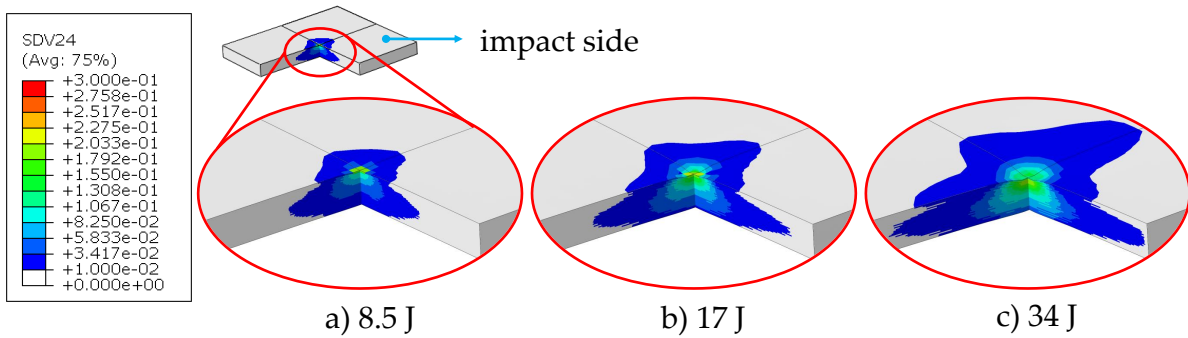 SDV24
(Avg: 75%)
+3.000e-01
+2.758e-01
+2.517e-01
+2.275e-01
+2.033e-01
+1.792e-01
+1.550e-01
+1.308e-01
+1.067e-01
+8.250e-02
+5.833e-02
+3.417e-02
+1.000e-02
+0.000e+00
impact side
a) 8.5 J
b) 17 J
c) 34 J